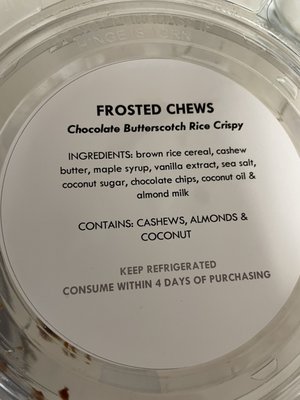 FROSTED CHEWS
Chocolate Butterscotch Rice Crispy
INGREDIENTS: brown rice cereal, cashew
butter, maple syrup, vanilla extract, sea salt,
coconut sugar, chocolate chips, coconut oil &
almond milk
CONTAINS: CASHEWS, ALMONDS &
COCONUT
KEEP REFRIGERATED
CONSUME WITHIN 4 DAYS OF PURCHASING